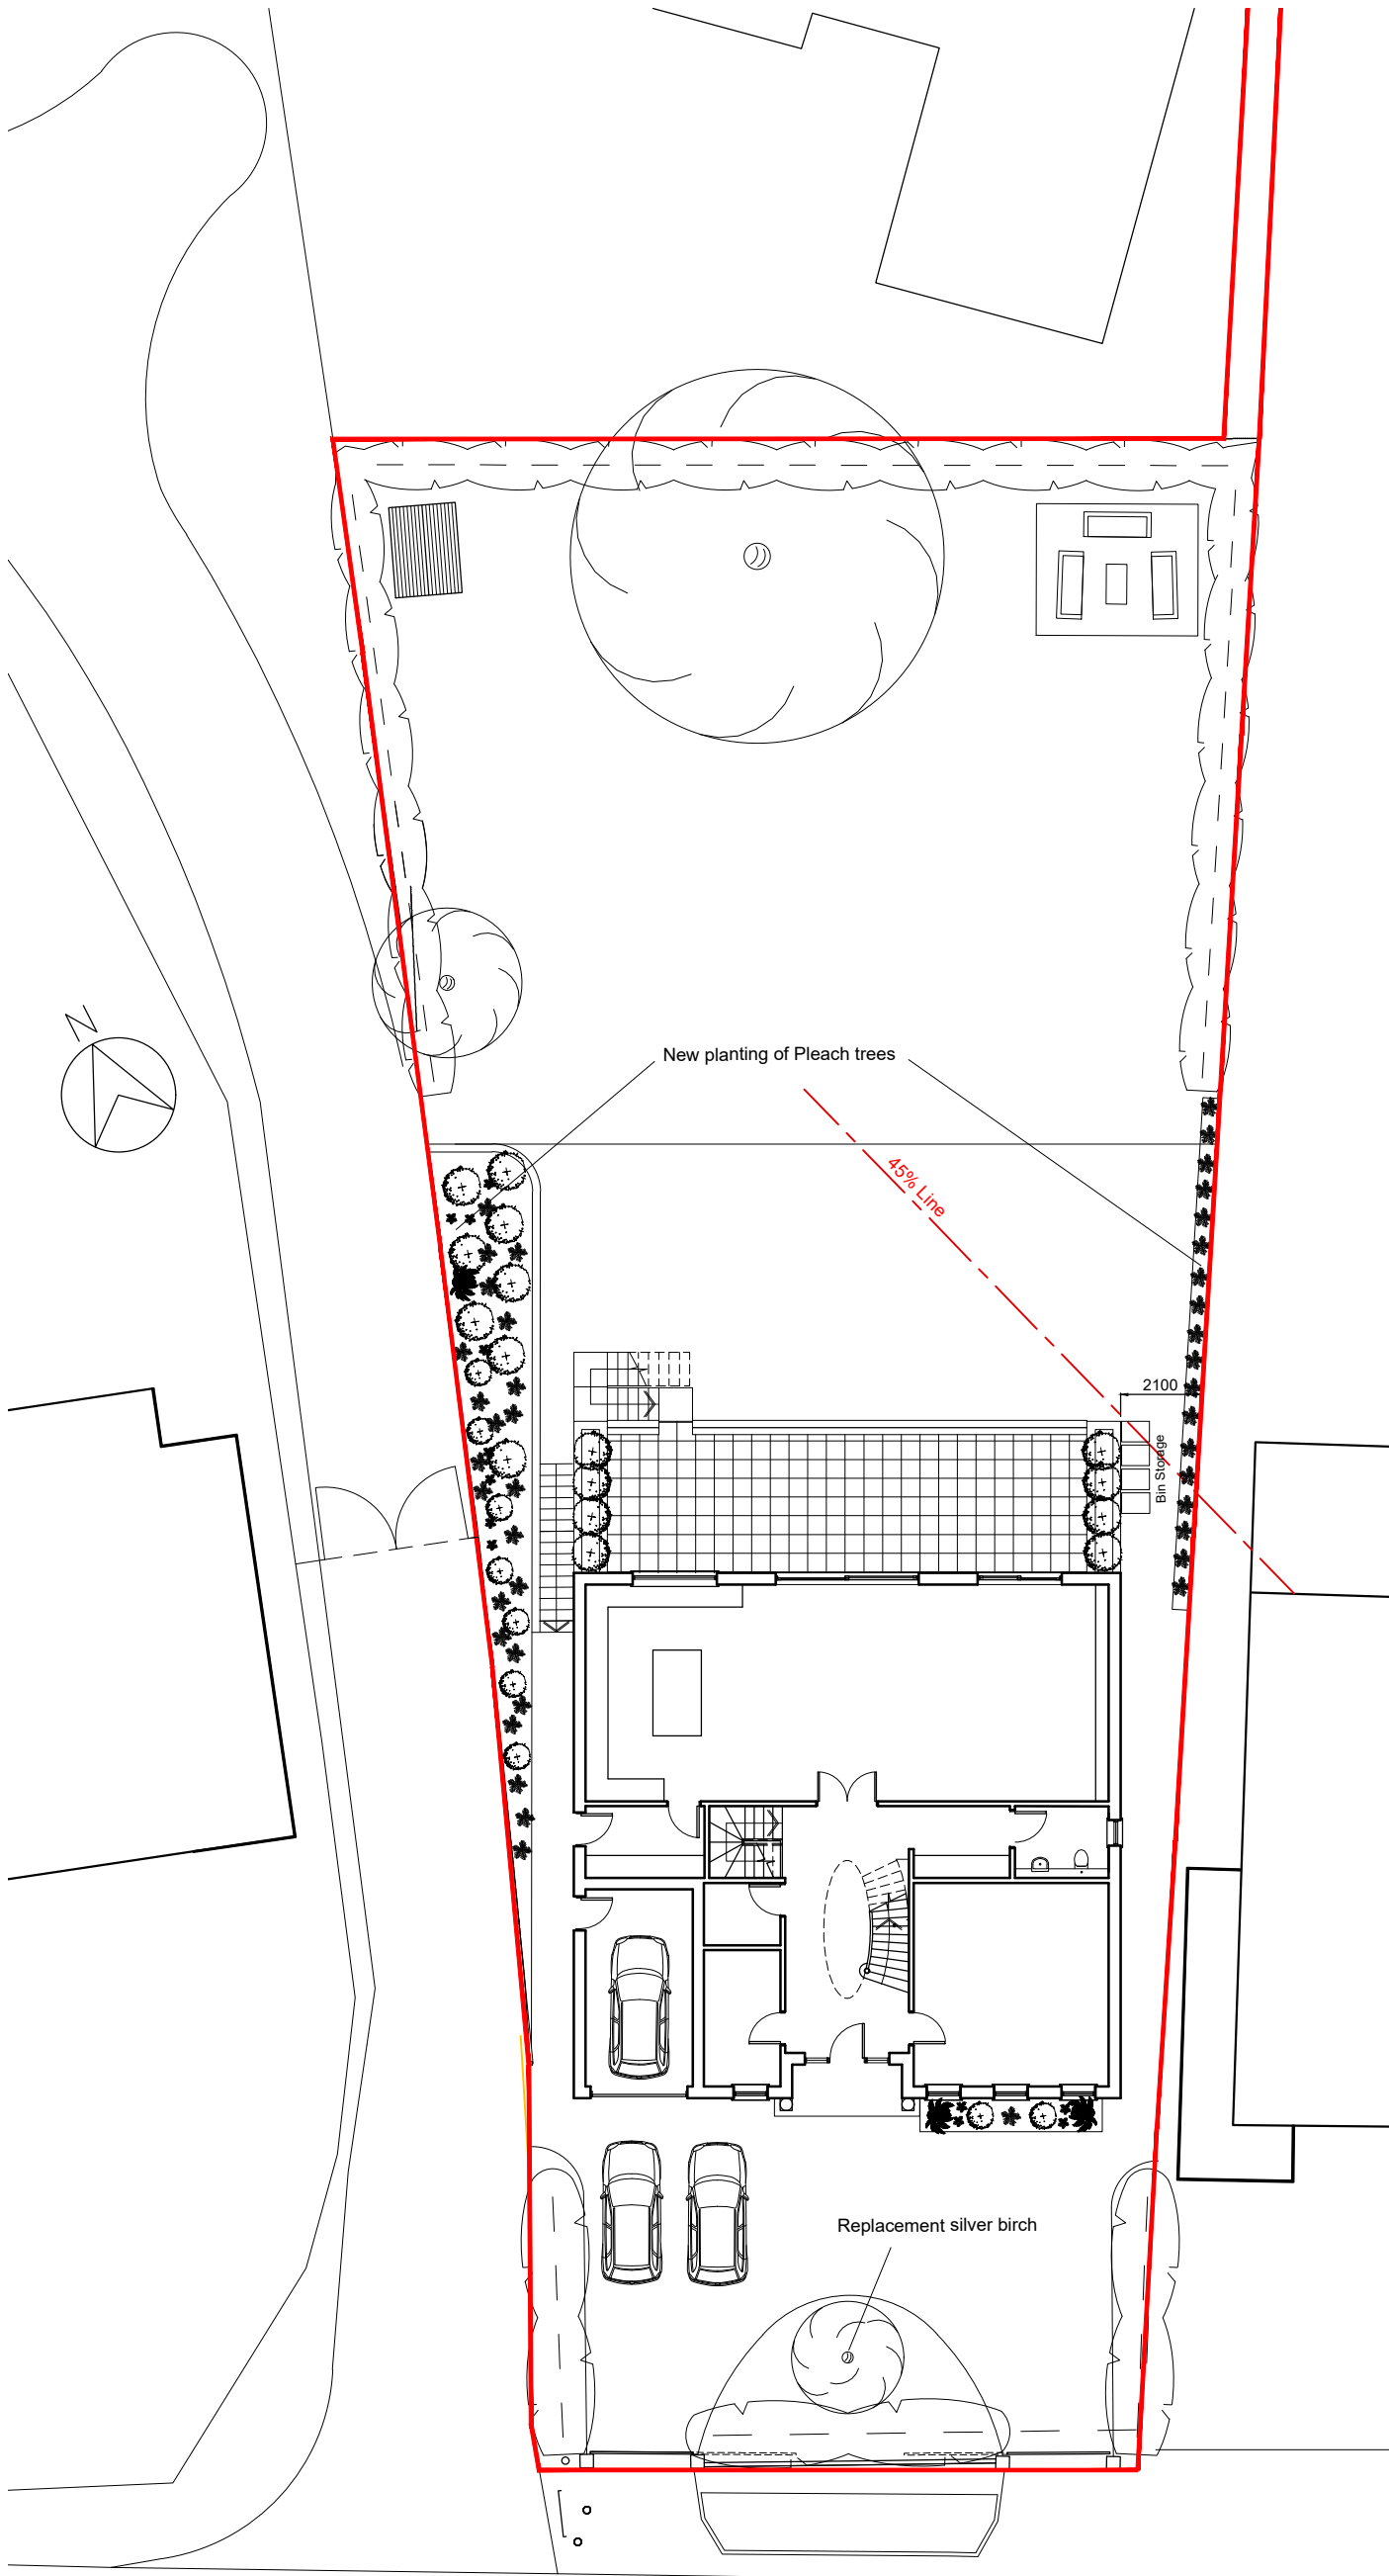 N
New planting of Pleach trees
45% Line
2100
Bin Storage
Replacement silver birch